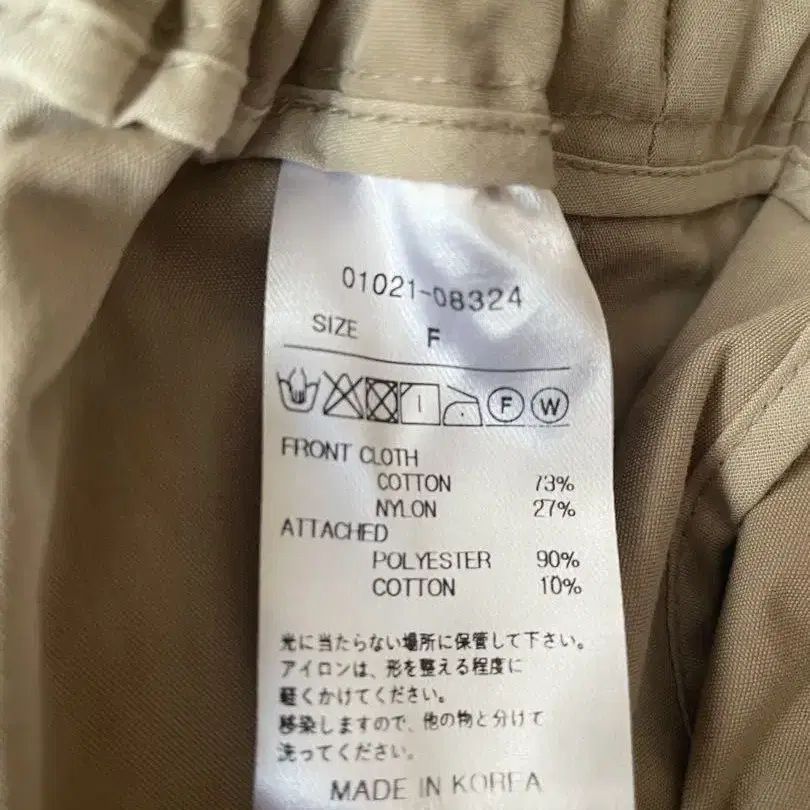 01021-08324
SIZE F
F W
FRONT CLOTH
COTTON 73%
NYLON 27%
ATTACHED
POLYESTER 90%
COTTON 10%
光に当たらない場所に保管して下さい。
アイロンは、形を整える程度に
軽くかけてください。
移染しますので、他の物と分けて
洗ってください。
MADE IN KOREA